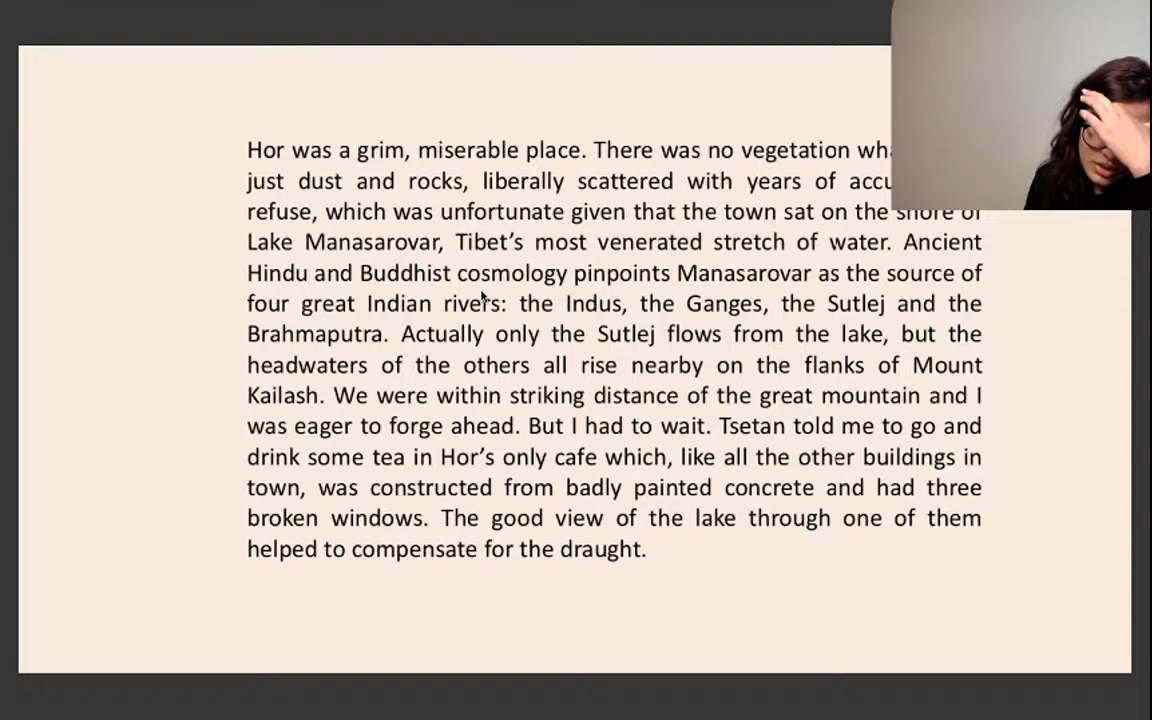 Hor was a grim, miserable place. There was no vegetation
just dust and rocks, liberally scattered with years of
refuse, which was unfortunate given that the town sat on the shore of
Lake Manasarovar, Tibet’s most venerated stretch of water. Ancient
Hindu and Buddhist cosmology pinpoints Manasarovar as the source of
four great Indian rivers: the Indus, the Ganges, the Sutlej and the
Brahmaputra. Actually only the Sutlej flows from the lake, but the
headwaters of the others all rise nearby on the flanks of Mount
Kailash. We were within striking distance of the great mountain and I
was eager to forge ahead. But I had to wait. Tsetan told me to go and
drink some tea in Hor’s only cafe which, like all the other buildings in
town, was constructed from badly painted concrete and had three
broken windows. The good view of the lake through one of them
helped to compensate for the draught.